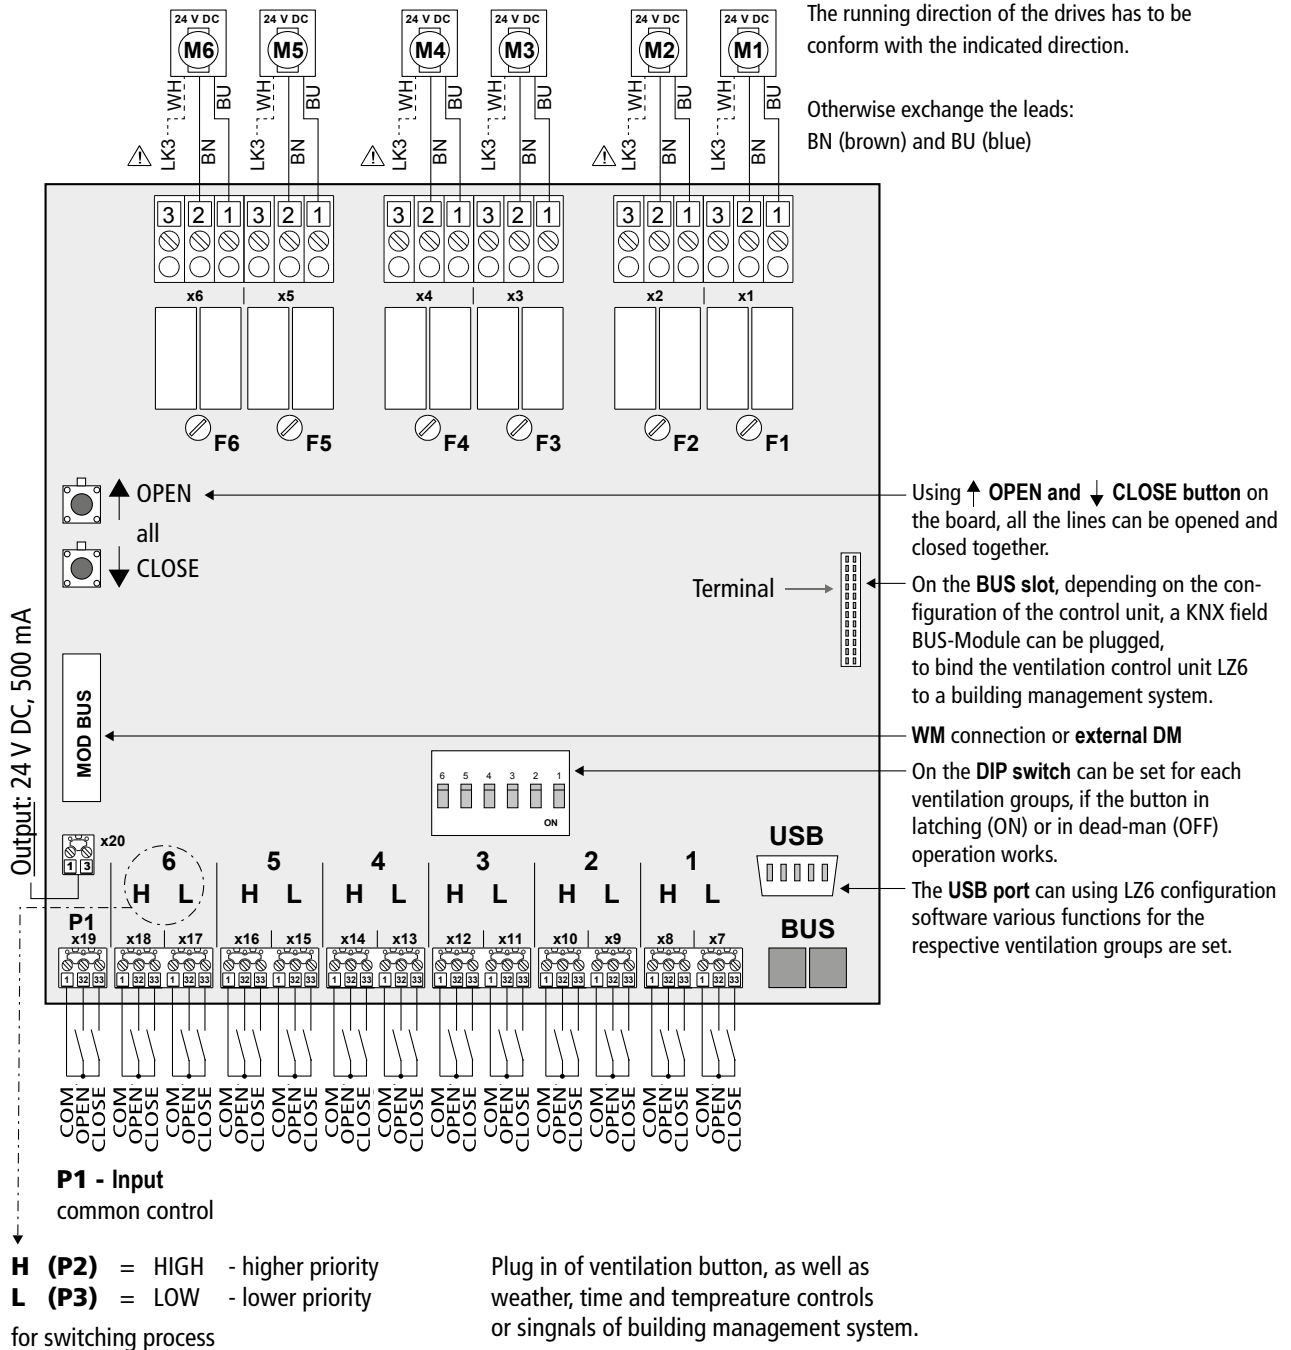 24 V DC 24 V DC 24 V DC 24 V DC 24 V DC 24 V DC
M6 M5 M4 M3 M2 M1
WH BU WH BU WH BU WH BU WH BU WH BU
LK3 BN LK3 BN LK3 BN LK3 BN LK3 BN LK3 BN
The running direction of the drives has to be
conform with the indicated direction.
Otherwise exchange the leads:
BN (brown) and BU (blue)
3 2 1 3 2 1 3 2 1 3 2 1 3 2 1 3 2 1
x6 x5 x4 x3 x2 x1
F6 F5 F4 F3 F2 F1
OPEN
all
CLOSE
Using ↑ OPEN and ↓ CLOSE button on
the board, all the lines can be opened and
closed together.
Terminal
On the BUS slot, depending on the con-
figuration of the control unit, a KNX field
BUS-Module can be plugged,
to bind the ventilation control unit LZ6
to a building management system.
Output: 24 V DC, 500 mA
MOD BUS
WM connection or external DM
6 5 4 3 2 1
ON
On the DIP switch can be set for each
ventilation groups, if the button in
latching (ON) or in dead-man (OFF)
operation works.
x20
1 3
USB
The USB port can using LZ6 configuration
software various functions for the
respective ventilation groups are set.
6 5 4 3 2 1
H L H L H L H L H L H L
P1
BUS
x19 x18 x17 x16 x15 x14 x13 x12 x11 x10 x9 x8 x7
1 32 33 1 32 33 1 32 33 1 32 33 1 32 33 1 32 33 1 32 33 1 32 33 1 32 33 1 32 33 1 32 33 1 32 33 1 32 33
COM OPEN CLOSE COM OPEN CLOSE COM OPEN CLOSE COM OPEN CLOSE COM OPEN CLOSE COM OPEN CLOSE COM OPEN CLOSE COM OPEN CLOSE COM OPEN CLOSE COM OPEN CLOSE COM OPEN CLOSE COM OPEN CLOSE COM OPEN CLOSE
P1 - Input
common control
H (P2) = HIGH - higher priority
L (P3) = LOW - lower priority
for switching process
Plug in of ventilation button, as well as
weather, time and tempreature controls
or singnals of building management system.